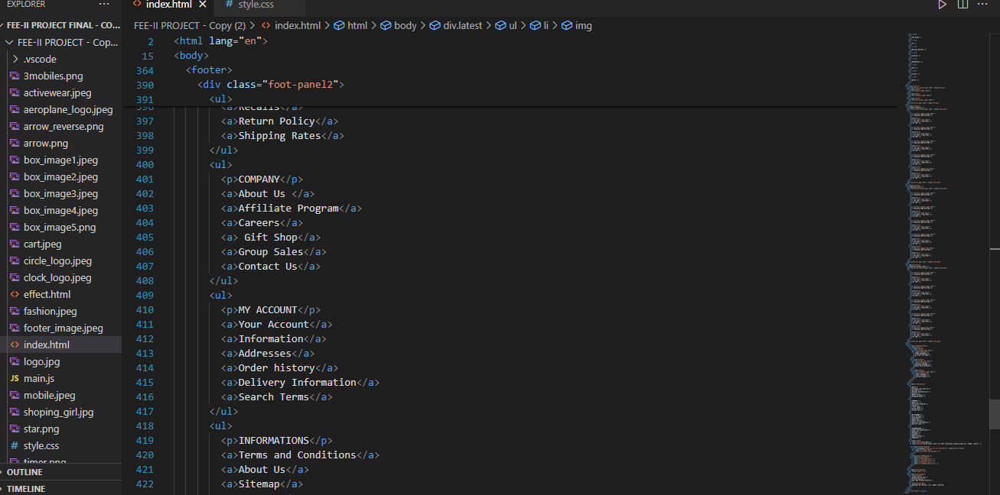 EXPLORER ... <> index.html × # style.css
FEE-II PROJECT FINAL - CO...
FEE-II PROJECT - Cop...
.vscode
3mobiles.png
activewear.jpeg
aeroplane_logo.jpeg
arrow_reverse.png
arrow.png
box_image1.jpeg
box_image2.jpeg
box_image3.jpeg
box_image4.jpeg
box_image5.png
cart.jpeg
circle_logo.jpeg
clock_logo.jpeg
<> effect.html
fashion.jpeg
footer_image.jpeg
<> index.html
logo.jpg
JS main.js
mobile.jpeg
shoping_girl.jpg
star.png
# style.css
timer.png
OUTLINE
TIMELINE
FEE-II PROJECT - Copy (2) > <> index.html > html > body > div.latest > ul > li > img
2 <html lang="en">
15 <body>
364 <footer>
390 <div class="foot-panel2">
391 <ul>
396 <a>Recalls</a>
397 <a>Return Policy</a>
398 <a>Shipping Rates</a>
399 </ul>
400 <ul>
401 <p>COMPANY</p>
402 <a>About Us </a>
403 <a>Affiliate Program</a>
404 <a>Careers</a>
405 <a> Gift Shop</a>
406 <a>Group Sales</a>
407 <a>Contact Us</a>
408 </ul>
409 <ul>
410 <p>MY ACCOUNT</p>
411 <a>Your Account</a>
412 <a>Information</a>
413 <a>Addresses</a>
414 <a>Order history</a>
415 <a>Delivery Information</a>
416 <a>Search Terms</a>
417 </ul>
418 <ul>
419 <p>INFORMATIONS</p>
420 <a>Terms and Conditions</a>
421 <a>About Us</a>
422 <a>Sitemap</a>